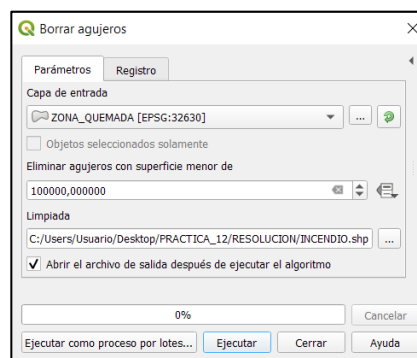 Borrar agujeros
Parámetros Registro
Capa de entrada
ZONA_QUEMADA [EPSG:32630]
...
Objetos seleccionados solamente
Eliminar agujeros con superficie menor de
100000,000000
Limpiada
C:/Users/Usuario/Desktop/PRACTICA_12/RESOLUCION/INCENDIO.shp ...
Abrir el archivo de salida después de ejecutar el algoritmo
0% Cancelar
Ejecutar como proceso por lotes... Ejecutar Cerrar Ayuda